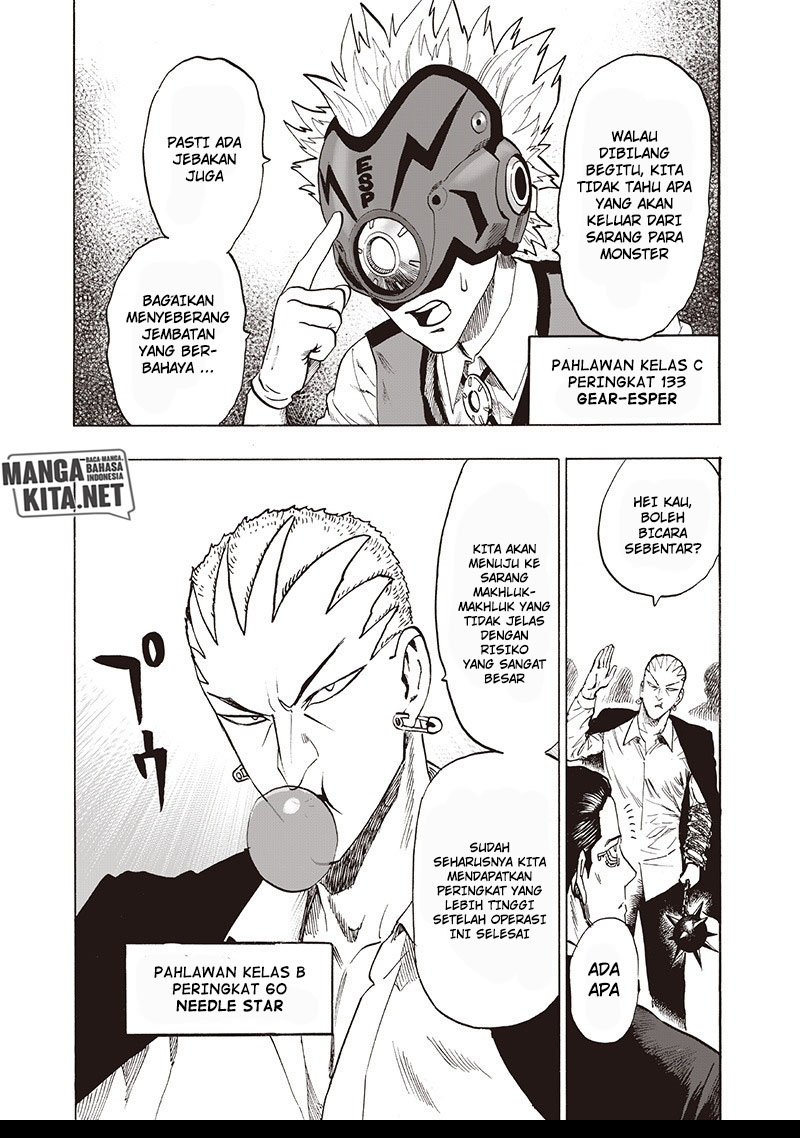 WALAU
DIBILANG
BEGITU, KITA
TIDAK TAHU APA
YANG AKAN
KELUAR DARI
SARANG PARA
MONSTER
PASTI ADA
JEBAKAN
JUGA
ESP
BAGAIKAN
MENYEBERANG
JEMBATAN
YANG BER-
BAHAYA ...
PAHLAWAN KELAS C
PERINGKAT 133
GEAR-ESPER
MANGA
KITA.NET
BACA-MANGA.
BAHASA
INDONESIA
HEI KAU,
BOLEH
BICARA
SEBENTAR?
ADA
APA
KITA AKAN
MENUJU KE
SARANG
MAKHLUK-
MAKHLUK YANG
TIDAK JELAS
DENGAN
RISIKO
YANG SANGAT
BESAR
プゥ
SUDAH
SEHARUSNYA KITA
MENDAPATKAN
PERINGKAT YANG
LEBIH TINGGI
SETELAH OPERASI
INI SELESAI
PAHLAWAN KELAS B
PERINGKAT 60
NEEDLE STAR